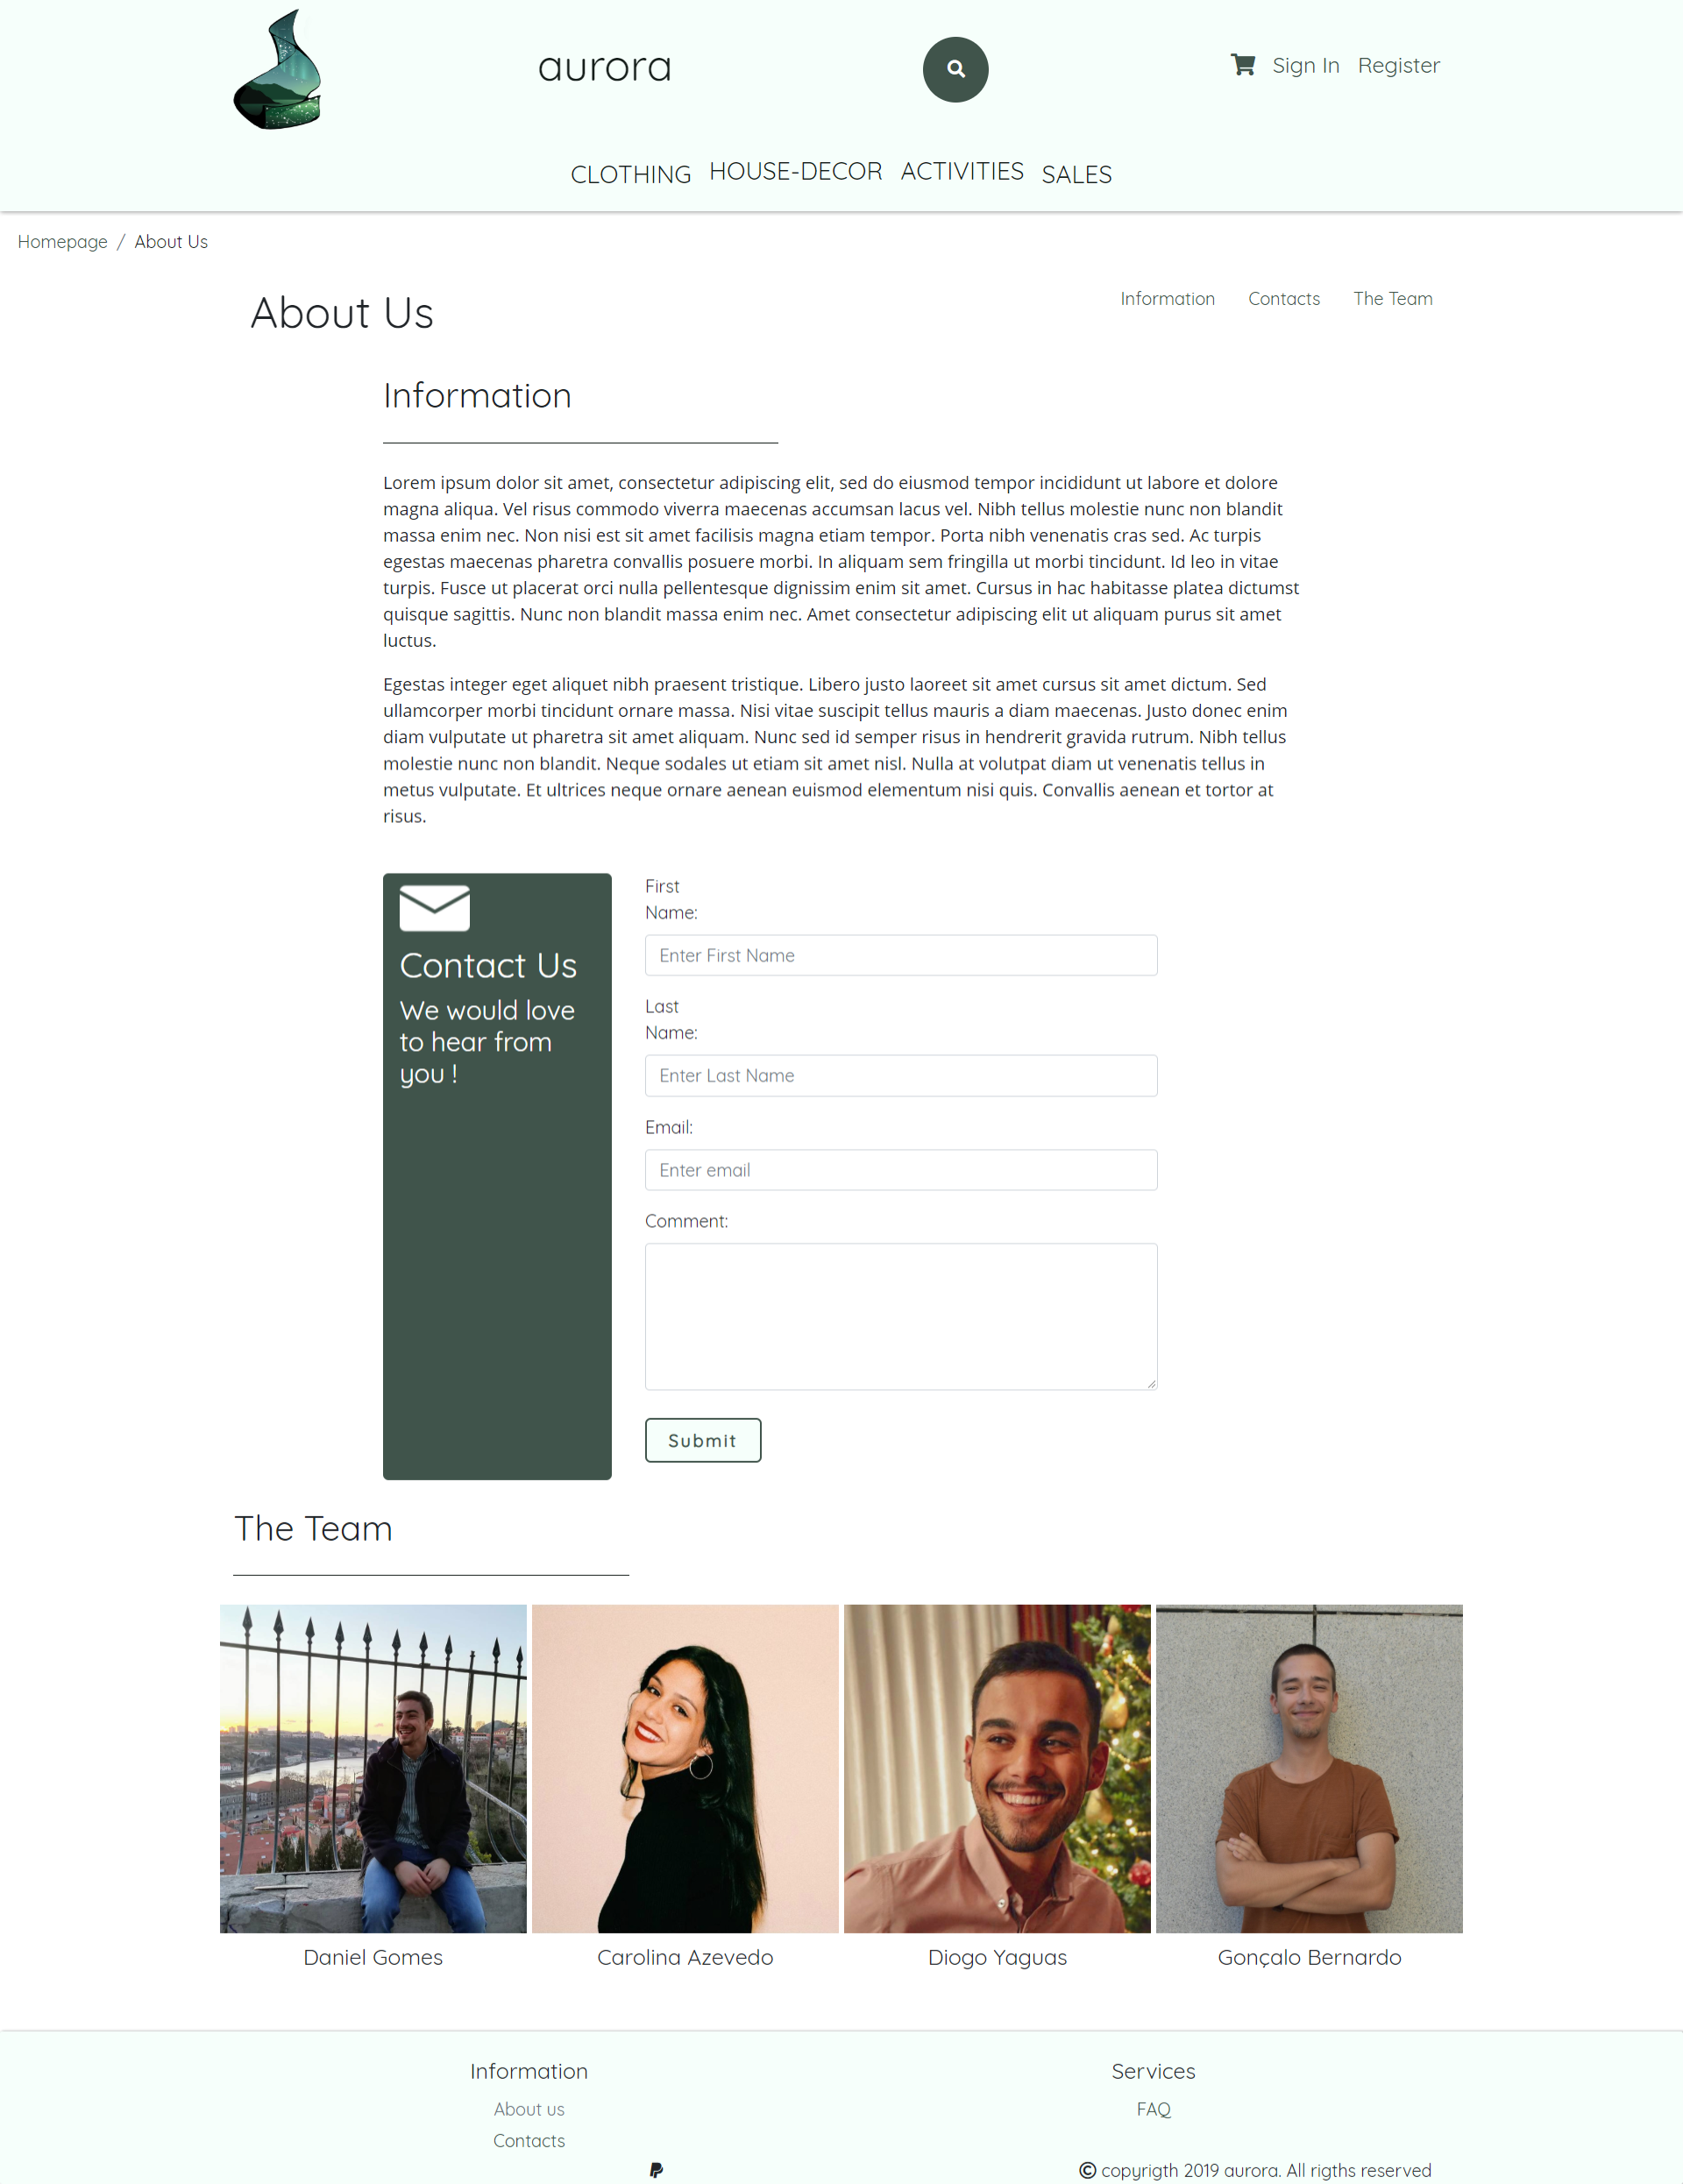 aurora
Sign In Register
CLOTHING HOUSE-DECOR ACTIVITIES SALES
Homepage / About Us
About Us
Information Contacts The Team
Information
Lorem ipsum dolor sit amet, consectetur adipiscing elit, sed do eiusmod tempor incididunt ut labore et dolore
magna aliqua. Vel risus commodo viverra maecenas accumsan lacus vel. Nibh tellus molestie nunc non blandit
massa enim nec. Non nisi est sit amet facilisis magna etiam tempor. Porta nibh venenatis cras sed. Ac turpis
egestas maecenas pharetra convallis posuere morbi. In aliquam sem fringilla ut morbi tincidunt. Id leo in vitae
turpis. Fusce ut placerat orci nulla pellentesque dignissim enim sit amet. Cursus in hac habitasse platea dictumst
quisque sagittis. Nunc non blandit massa enim nec. Amet consectetur adipiscing elit ut aliquam purus sit amet
luctus.
Egestas integer eget aliquet nibh praesent tristique. Libero justo laoreet sit amet cursus sit amet dictum. Sed
ullamcorper morbi tincidunt ornare massa. Nisi vitae suscipit tellus mauris a diam maecenas. Justo donec enim
diam vulputate ut pharetra sit amet aliquam. Nunc sed id semper risus in hendrerit gravida rutrum. Nibh tellus
molestie nunc non blandit. Neque sodales ut etiam sit amet nisl. Nulla at volutpat diam ut venenatis tellus in
metus vulputate. Et ultrices neque ornare aenean euismod elementum nisi quis. Convallis aenean et tortor at
risus.
Contact Us
We would love
to hear from
you !
First
Name:
Enter First Name
Last
Name:
Enter Last Name
Email:
Enter email
Comment:
Submit
The Team
Daniel Gomes
Carolina Azevedo
Diogo Yaguas
Gonçalo Bernardo
Information
About us
Contacts
Services
FAQ
© copyrigth 2019 aurora. All rigths reserved